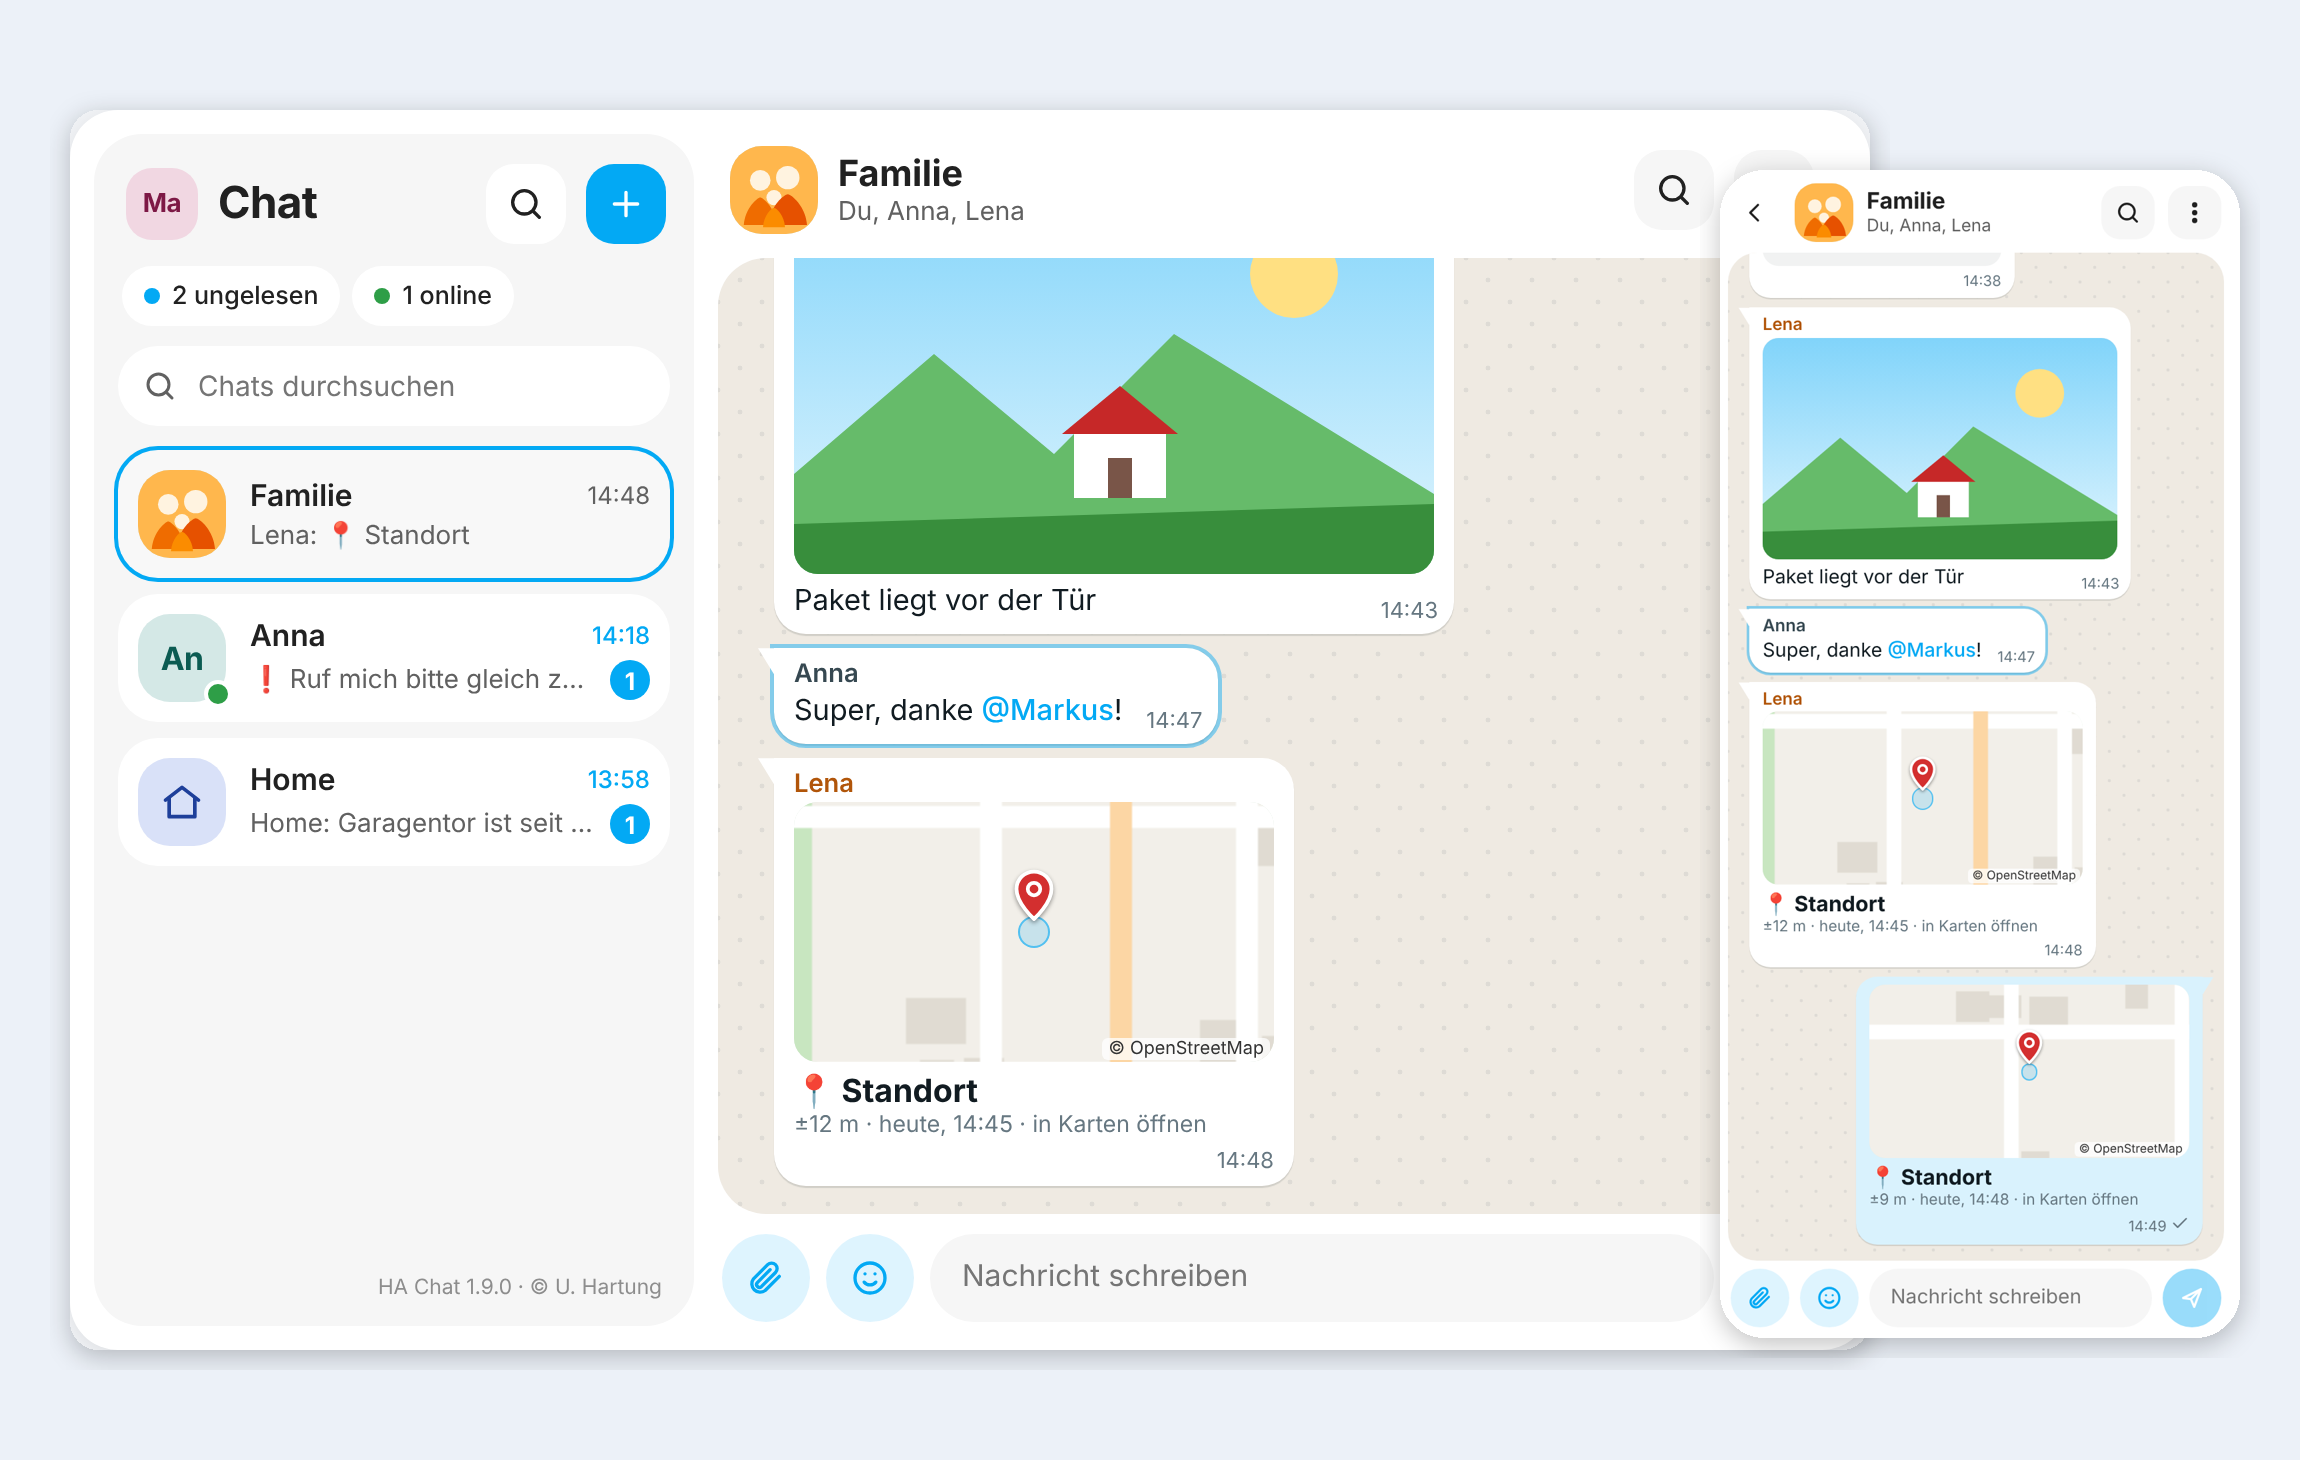 Ma
Chat
2 ungelesen
1 online
Chats durchsuchen
Familie
14:48
Lena: 📍 Standort
An
Anna
14:18
❗ Ruf mich bitte gleich z...
1
Home
13:58
Home: Garagentor ist seit ...
1
HA Chat 1.9.0 · © U. Hartung
Familie
Du, Anna, Lena
Paket liegt vor der Tür
14:43
Anna
Super, danke @Markus!
14:47
Lena
© OpenStreetMap
📍 Standort
±12 m · heute, 14:45 · in Karten öffnen
14:48
Nachricht schreiben
Familie
Du, Anna, Lena
14:38
Lena
Paket liegt vor der Tür
14:43
Anna
Super, danke @Markus!
14:47
Lena
© OpenStreetMap
📍 Standort
±12 m · heute, 14:45 · in Karten öffnen
14:48
© OpenStreetMap
📍 Standort
±9 m · heute, 14:48 · in Karten öffnen
14:49
Nachricht schreiben